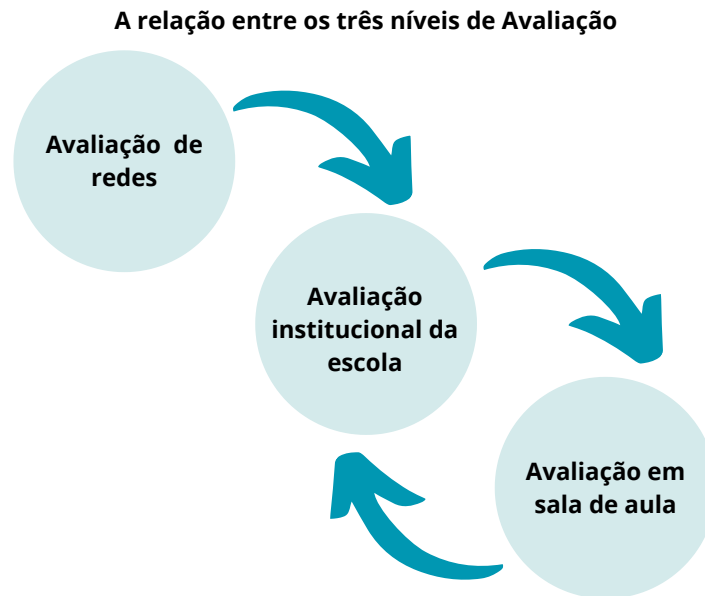 A relação entre os três níveis de Avaliação
Avaliação de
redes
Avaliação
institucional da
escola
Avaliação em
sala de aula